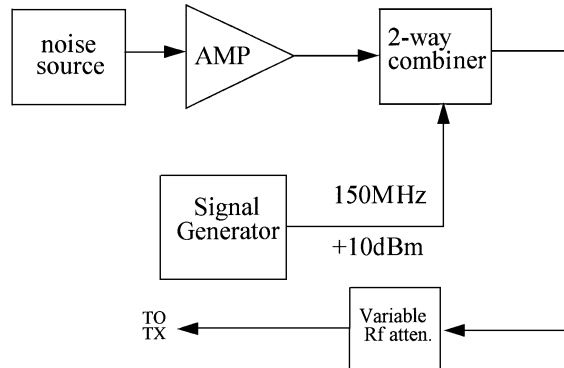 noise
source
AMP
2-way
combiner
Signal
Generator
150MHz
+10dBm
TO
TX
Variable
Rf atten.